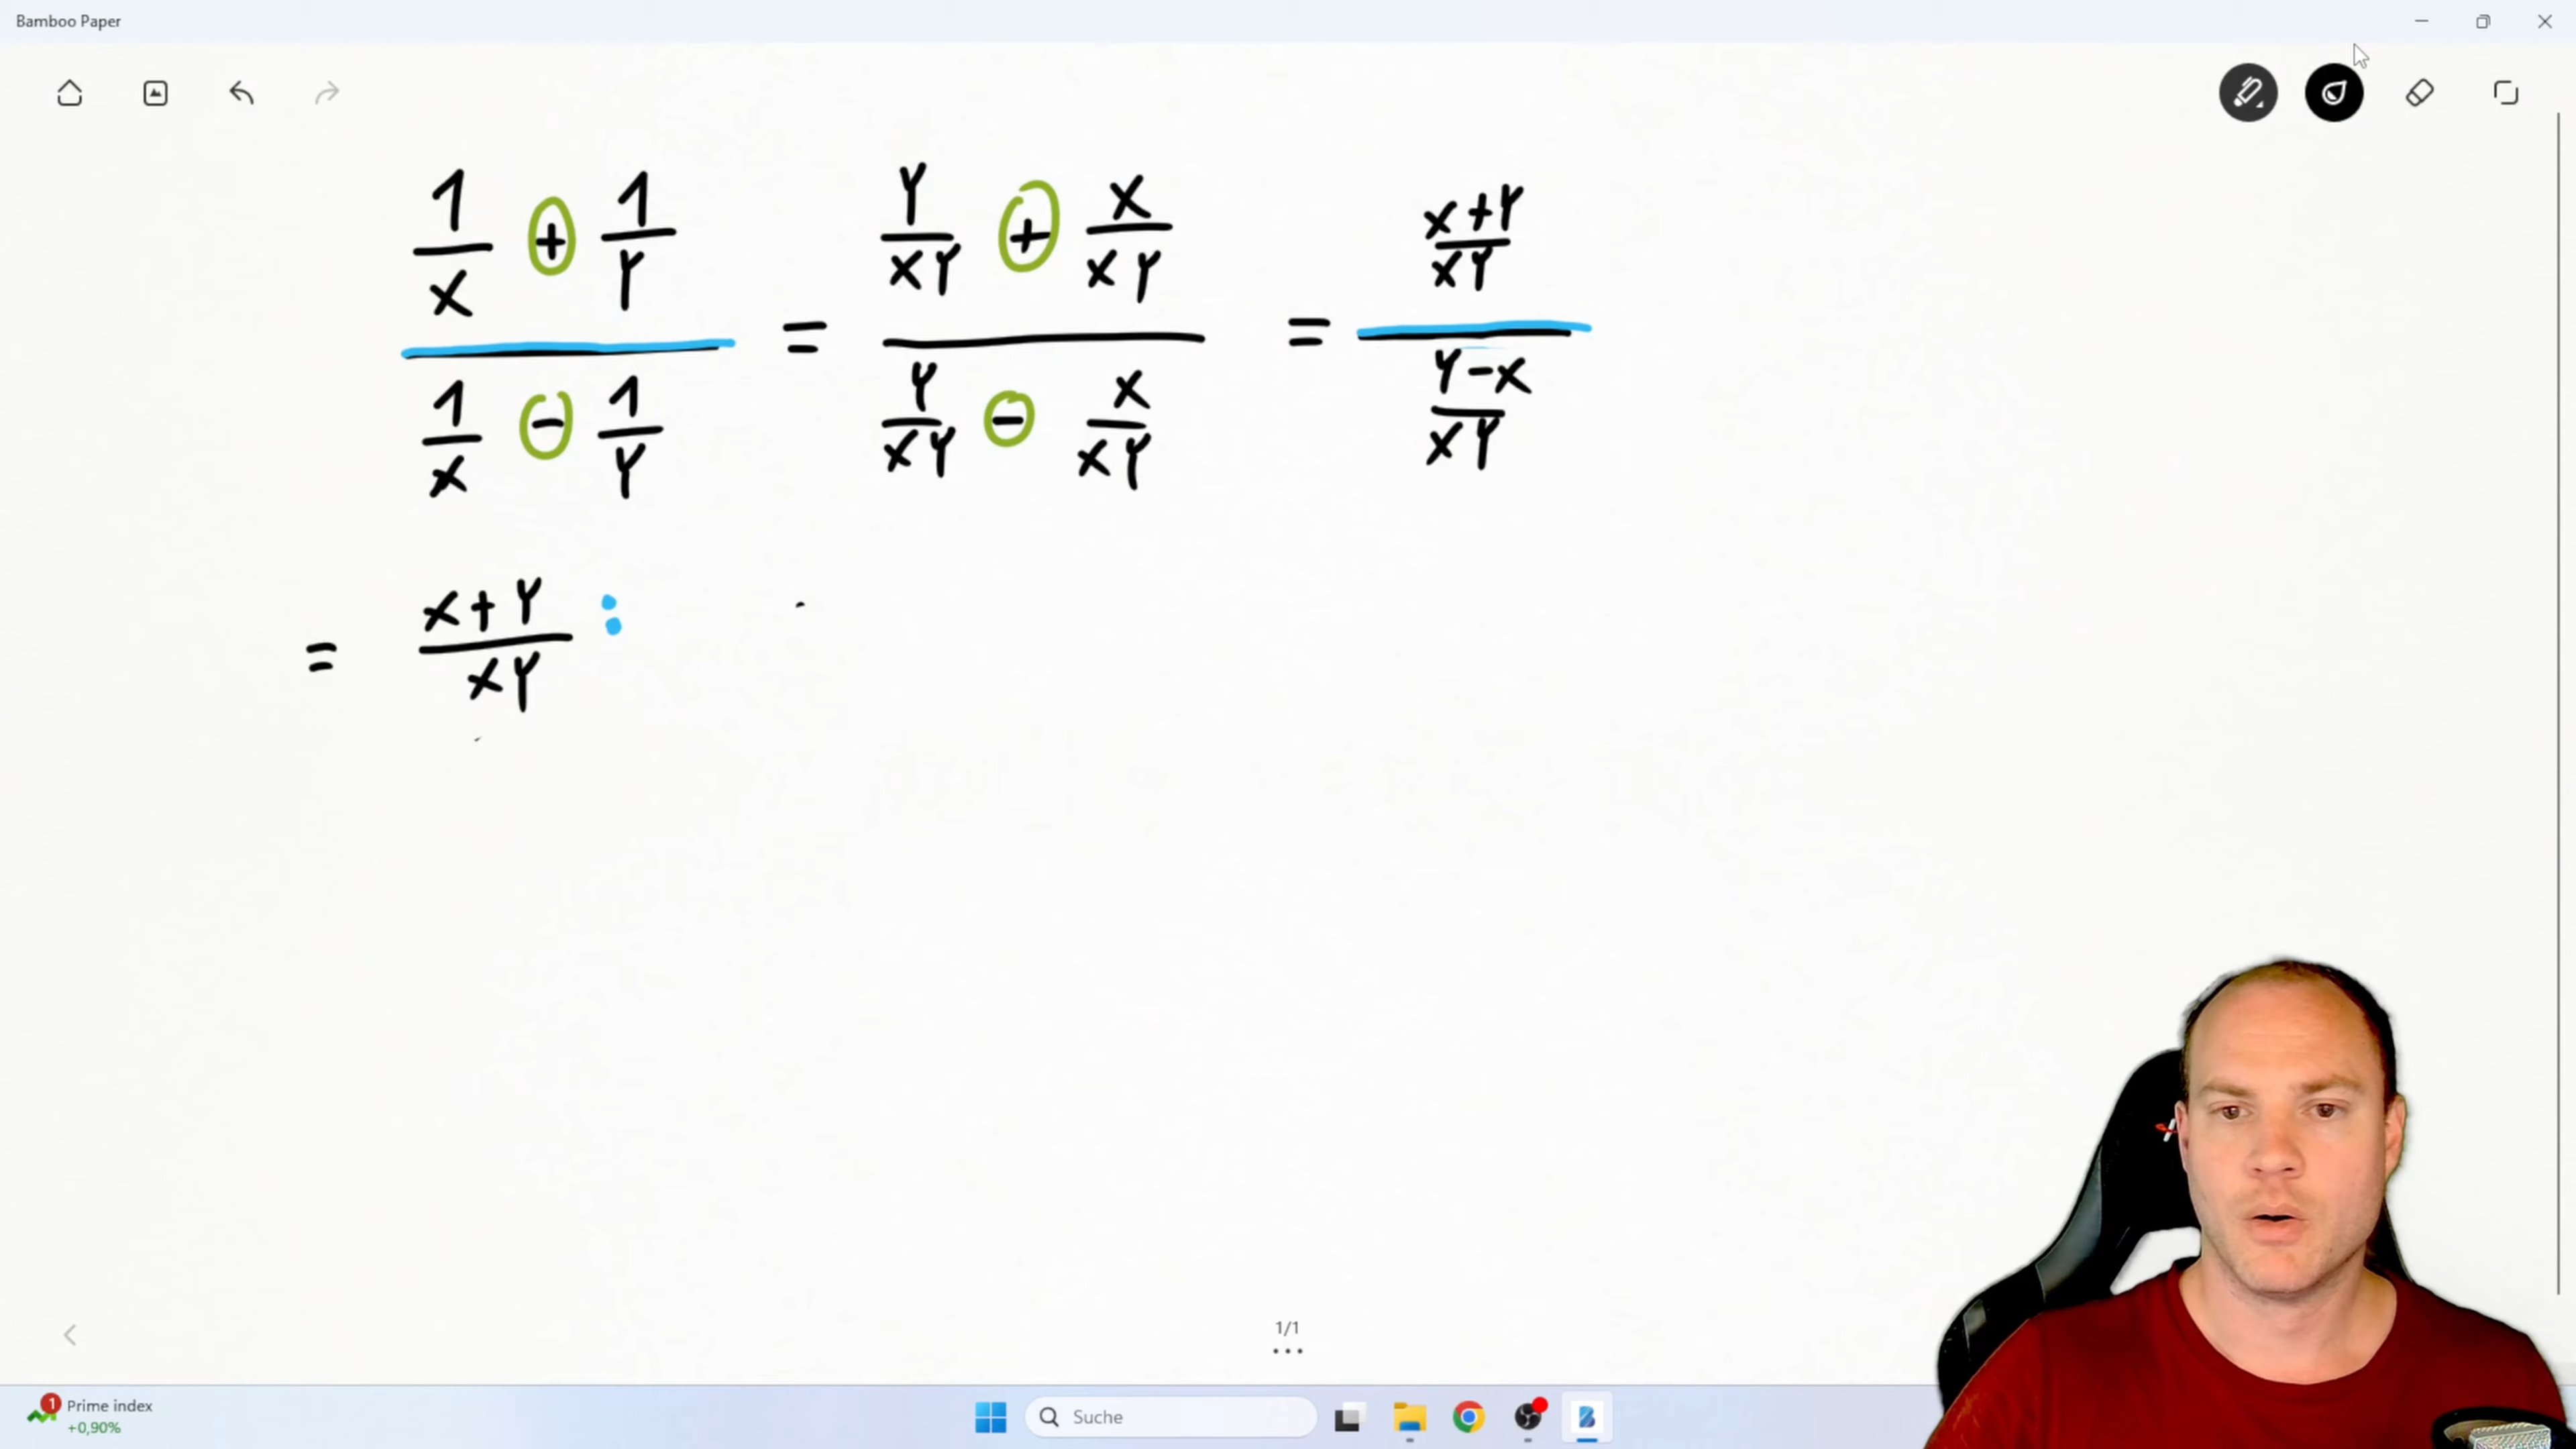 Bamboo Paper
1/x + 1/Y / 1/x - 1/Y = Y/xY + x/xY / Y/xY - x/xY = x+Y/xY / Y-x/xY
= x+Y/xY :
1/1
1 Prime index
+0,90%
Suche